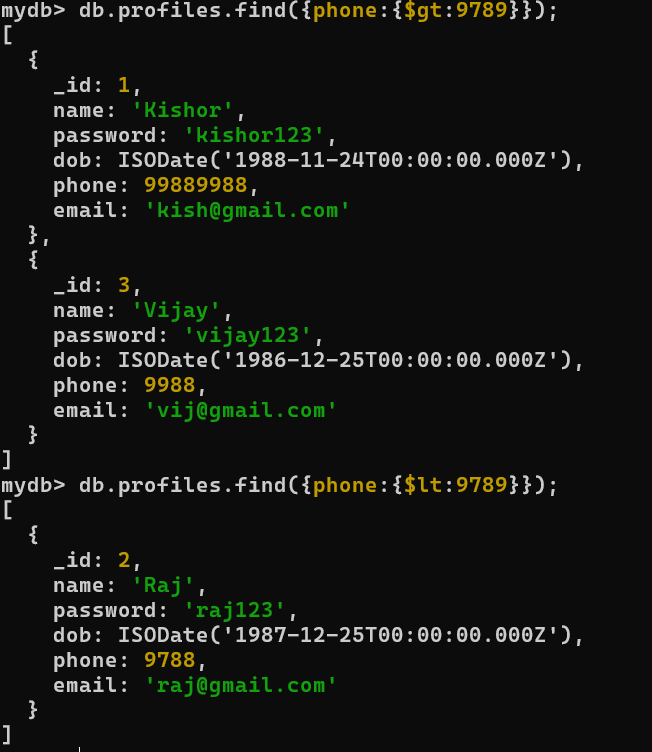 mydb> db.profiles.find({phone:{$gt:9789}});
[
  {
    _id: 1,
    name: 'Kishor',
    password: 'kishor123',
    dob: ISODate('1988-11-24T00:00:00.000Z'),
    phone: 99889988,
    email: 'kish@gmail.com'
  },
  {
    _id: 3,
    name: 'Vijay',
    password: 'vijay123',
    dob: ISODate('1986-12-25T00:00:00.000Z'),
    phone: 9988,
    email: 'vij@gmail.com'
  }
]
mydb> db.profiles.find({phone:{$lt:9789}});
[
  {
    _id: 2,
    name: 'Raj',
    password: 'raj123',
    dob: ISODate('1987-12-25T00:00:00.000Z'),
    phone: 9788,
    email: 'raj@gmail.com'
  }
]